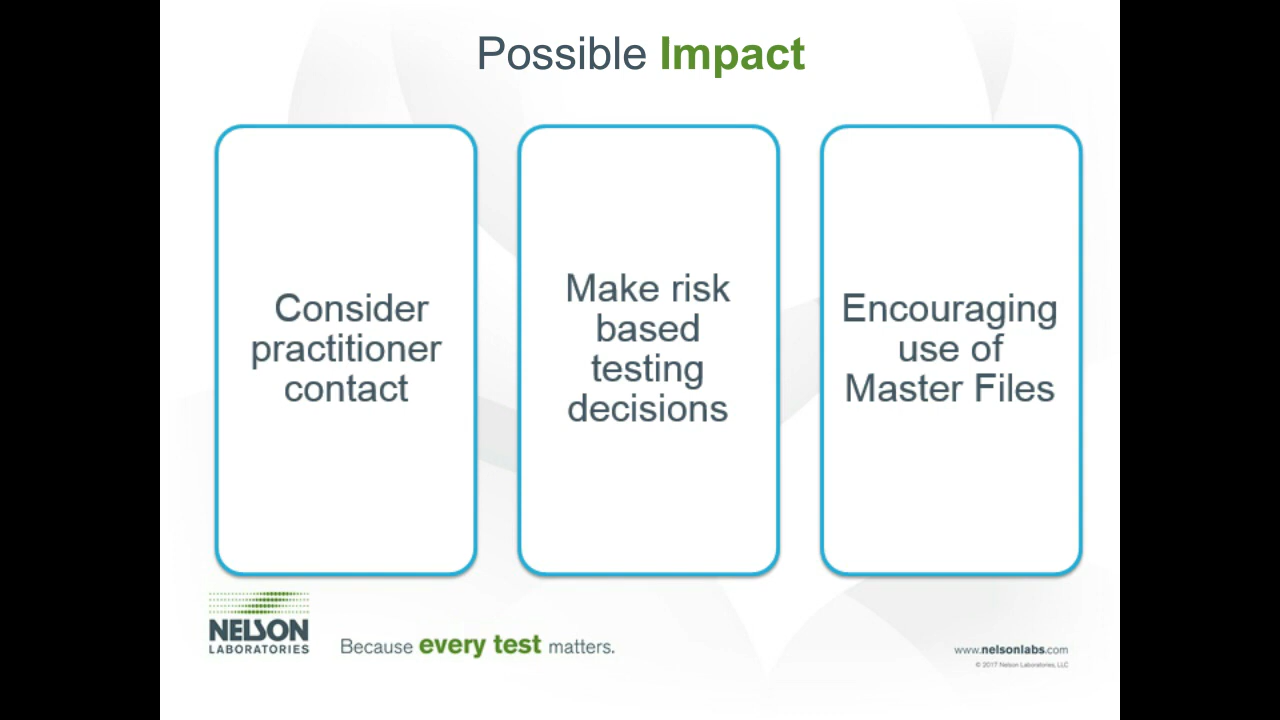 Possible Impact
Consider
practitioner
contact
Make risk
based
testing
decisions
Encouraging
use of
Master Files
NELSON
LABORATORIES
Because every test matters.
www.nelsonlabs.com
© 2017 Nelson Laboratories, LLC